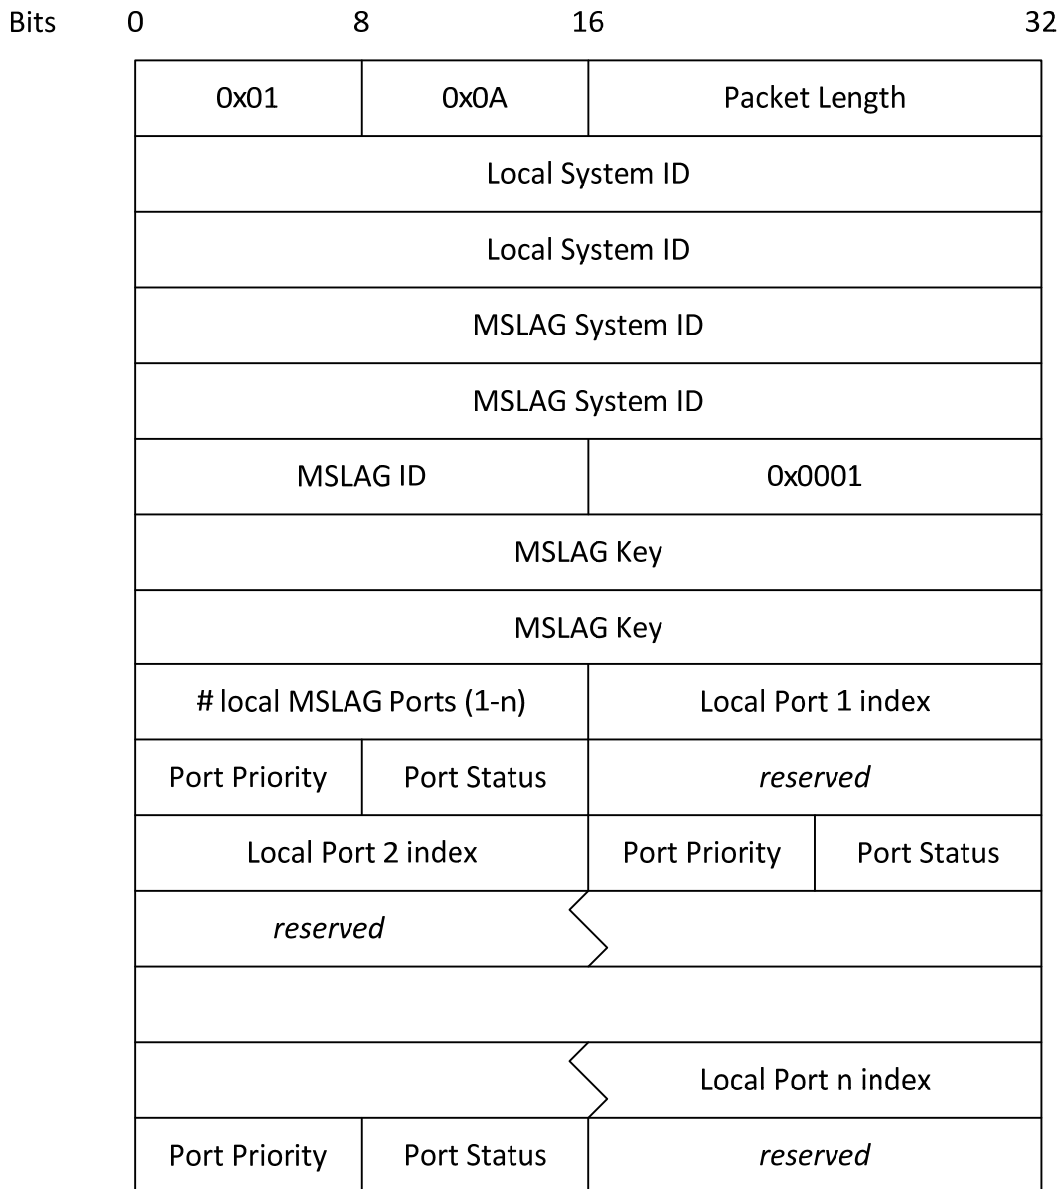 Bits 0 8 16 32
0x01 0x0A Packet Length
Local System ID
Local System ID
MSLAG System ID
MSLAG System ID
MSLAG ID 0x0001
MSLAG Key
MSLAG Key
# local MSLAG Ports (1-n) Local Port 1 index
Port Priority Port Status reserved
Local Port 2 index Port Priority Port Status
reserved
Local Port n index
Port Priority Port Status reserved